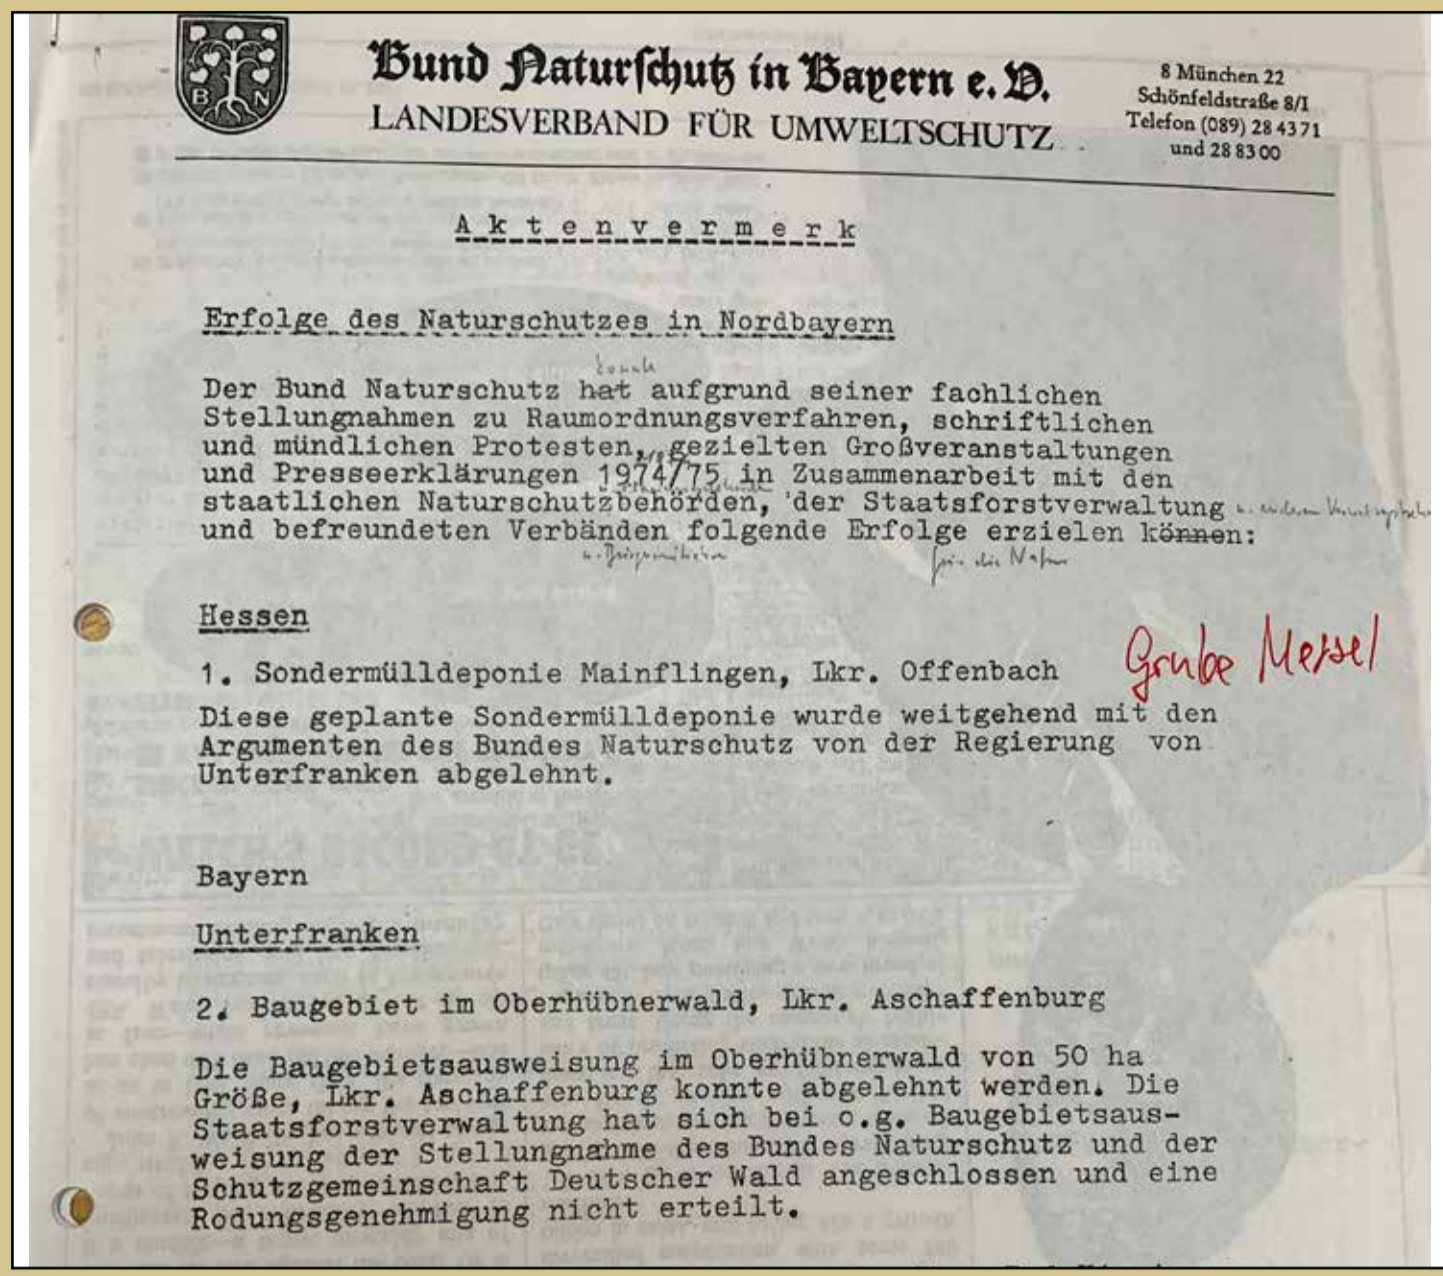 B N
Bund Naturschutz in Bayern e. V.
LANDESVERBAND FÜR UMWELTSCHUTZ
8 München 22
Schönfeldstraße 8/I
Telefon (089) 28 43 71
und 28 83 00
Aktenvermerk
Erfolge des Naturschutzes in Nordbayern
konnte
Der Bund Naturschutz hat aufgrund seiner fachlichen
Stellungnahmen zu Raumordnungsverfahren, schriftlichen
und mündlichen Protesten, gezielten Großveranstaltungen
und Presseerklärungen 1974/75 in Zusammenarbeit mit den
staatlichen Naturschutzbehörden, der Staatsforstverwaltung
und befreundeten Verbänden folgende Erfolge erzielen können:
für die Natur
Hessen
Grube Messel
1. Sondermülldeponie Mainflingen, Lkr. Offenbach
Diese geplante Sondermülldeponie wurde weitgehend mit den
Argumenten des Bundes Naturschutz von der Regierung von
Unterfranken abgelehnt.
Bayern
Unterfranken
2. Baugebiet im Oberhübnerwald, Lkr. Aschaffenburg
Die Baugebietsausweisung im Oberhübnerwald von 50 ha
Größe, Lkr. Aschaffenburg konnte abgelehnt werden. Die
Staatsforstverwaltung hat sich bei o.g. Baugebietsaus-
weisung der Stellungnahme des Bundes Naturschutz und der
Schutzgemeinschaft Deutscher Wald angeschlossen und eine
Rodungsgenehmigung nicht erteilt.